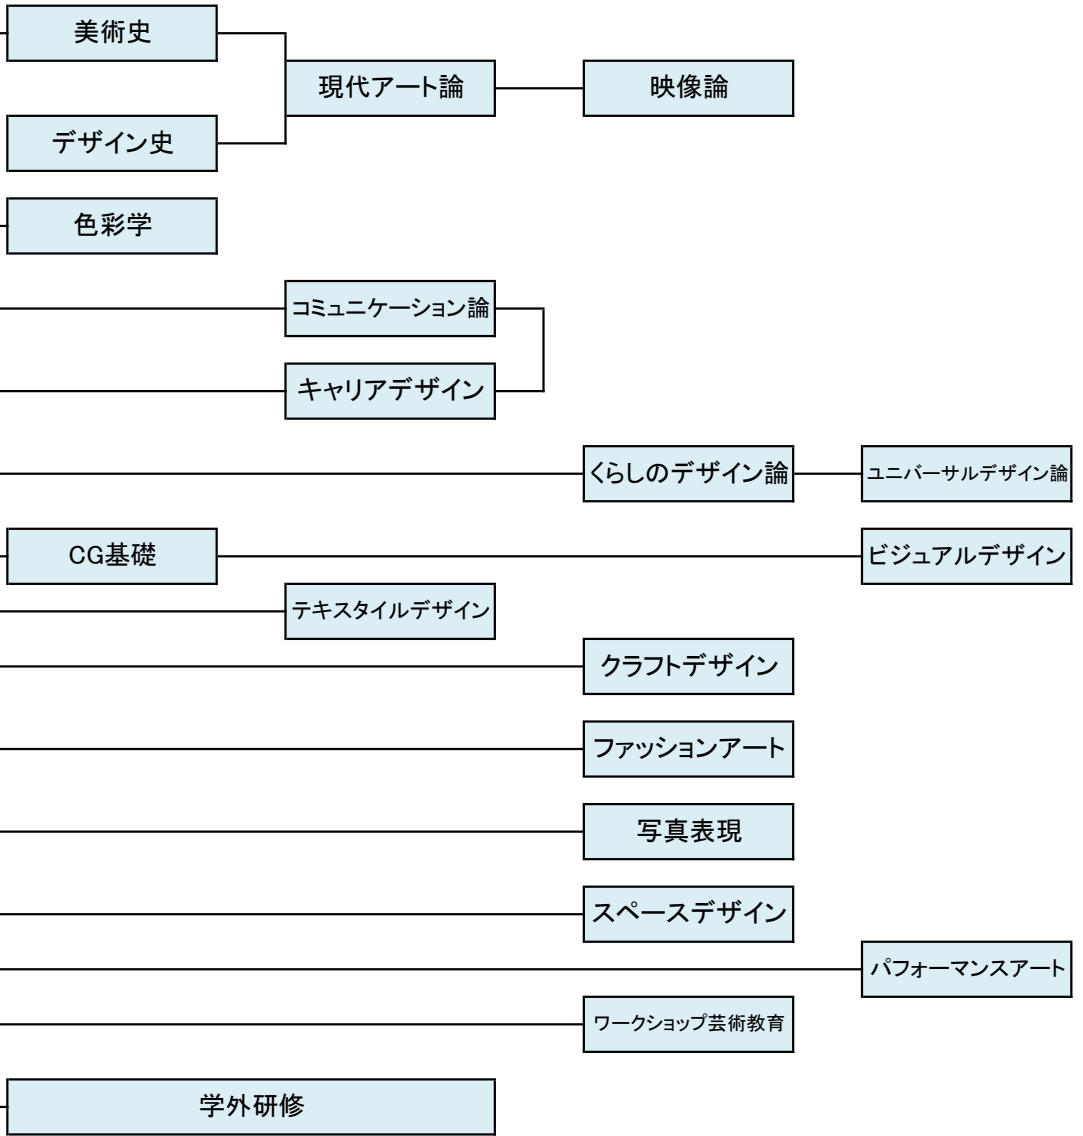 美術史
現代アート論
映像論
デザイン史
色彩学
コミュニケーション論
キャリアデザイン
くらしのデザイン論
ユニバーサルデザイン論
CG基礎
ビジュアルデザイン
テキスタイルデザイン
クラフトデザイン
ファッションアート
写真表現
スペースデザイン
パフォーマンスアート
ワークショップ芸術教育
学外研修